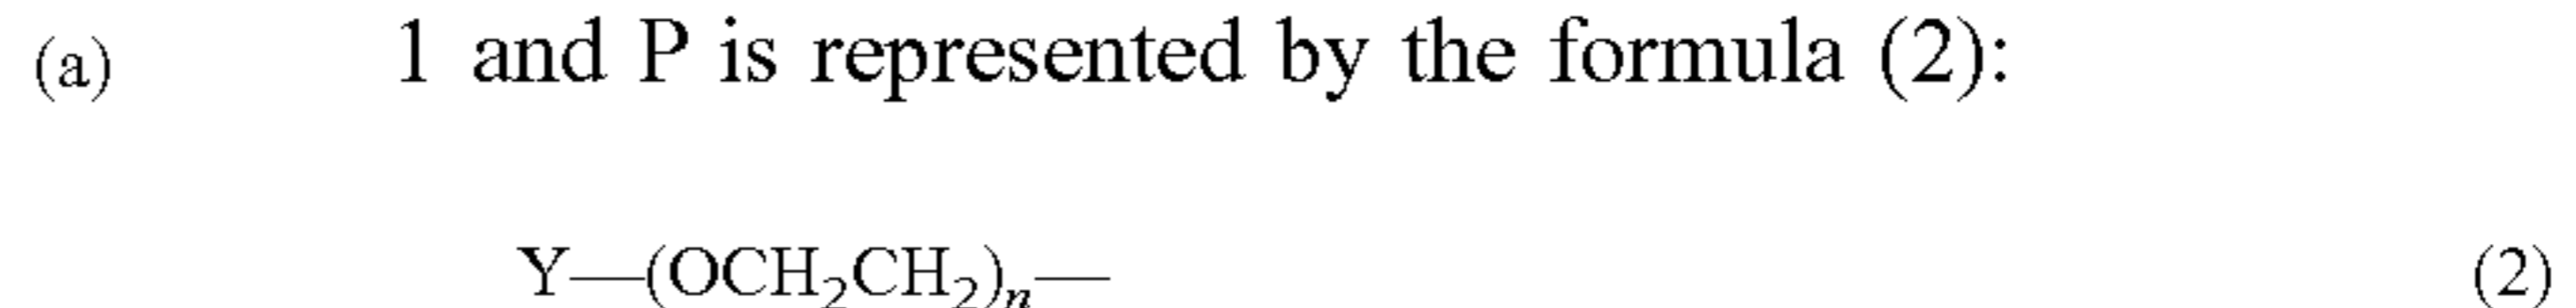 (a) 1 and P is represented by the formula (2):
Y—(OCH₂CH₂)ₙ— (2)